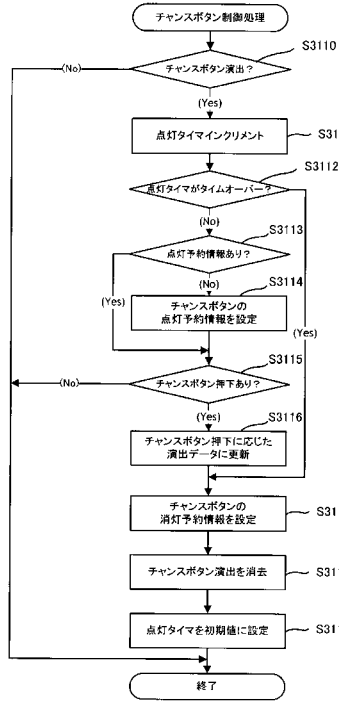 チャンスボタン制御処理
S3110
チャンスボタン演出?
(No)
(Yes)
点灯タイマインクリメント
S31
S3112
点灯タイマがタイムオーバー?
(No)
S3113
点灯予約情報あり?
(Yes)
(No)
S3114
チャンスボタンの
点灯予約情報を設定
(Yes)
S3115
チャンスボタン押下あり?
(No)
(Yes)
S3116
チャンスボタン押下に応じた
演出データに更新
チャンスボタンの
消灯予約情報を設定
S31
チャンスボタン演出を消去
S311
点灯タイマを初期値に設定
S311
終了